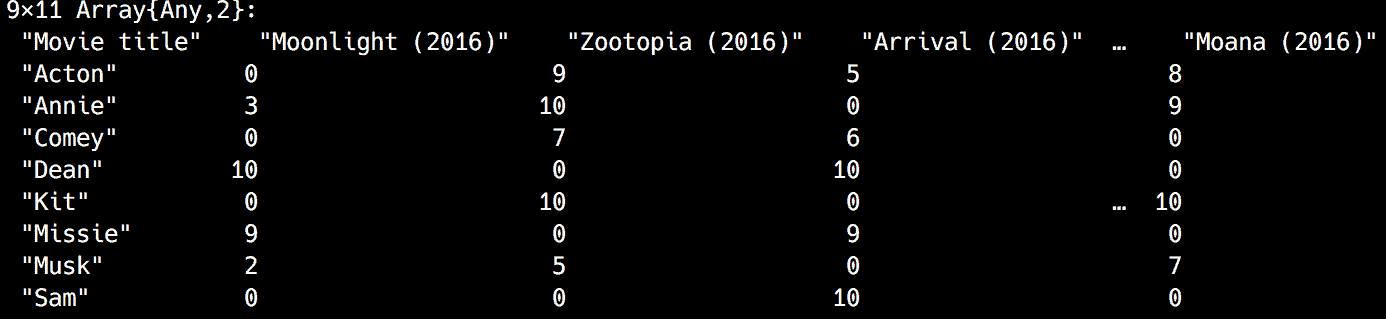 9×11 Array{Any,2}:
"Movie title" "Moonlight (2016)" "Zootopia (2016)" "Arrival (2016)" … "Moana (2016)"
"Acton" 0 9 5 8
"Annie" 3 10 0 9
"Comey" 0 7 6 0
"Dean" 10 0 10 0
"Kit" 0 10 0 … 10
"Missie" 9 0 9 0
"Musk" 2 5 0 7
"Sam" 0 0 10 0